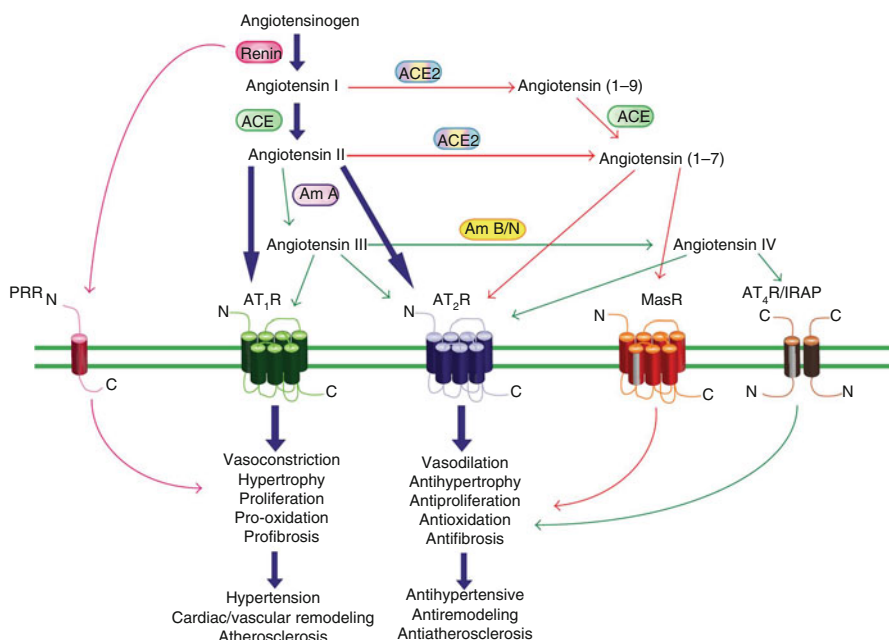 Angiotensinogen
Renin
Angiotensin I
ACE2
Angiotensin (1–9)
ACE
ACE
Angiotensin II
ACE2
Angiotensin (1–7)
Am A
Angiotensin III
Am B/N
Angiotensin IV
PRR N
N
AT1R
N
AT2R
N
MasR
AT4R/IRAP
C
C
C
C
C
C
N
N
Vasoconstriction
Hypertrophy
Proliferation
Pro-oxidation
Profibrosis
Vasodilation
Antihypertrophy
Antiproliferation
Antioxidation
Antifibrosis
Hypertension
Cardiac/vascular remodeling
Atherosclerosis
Antihypertensive
Antiremodeling
Antiatherosclerosis